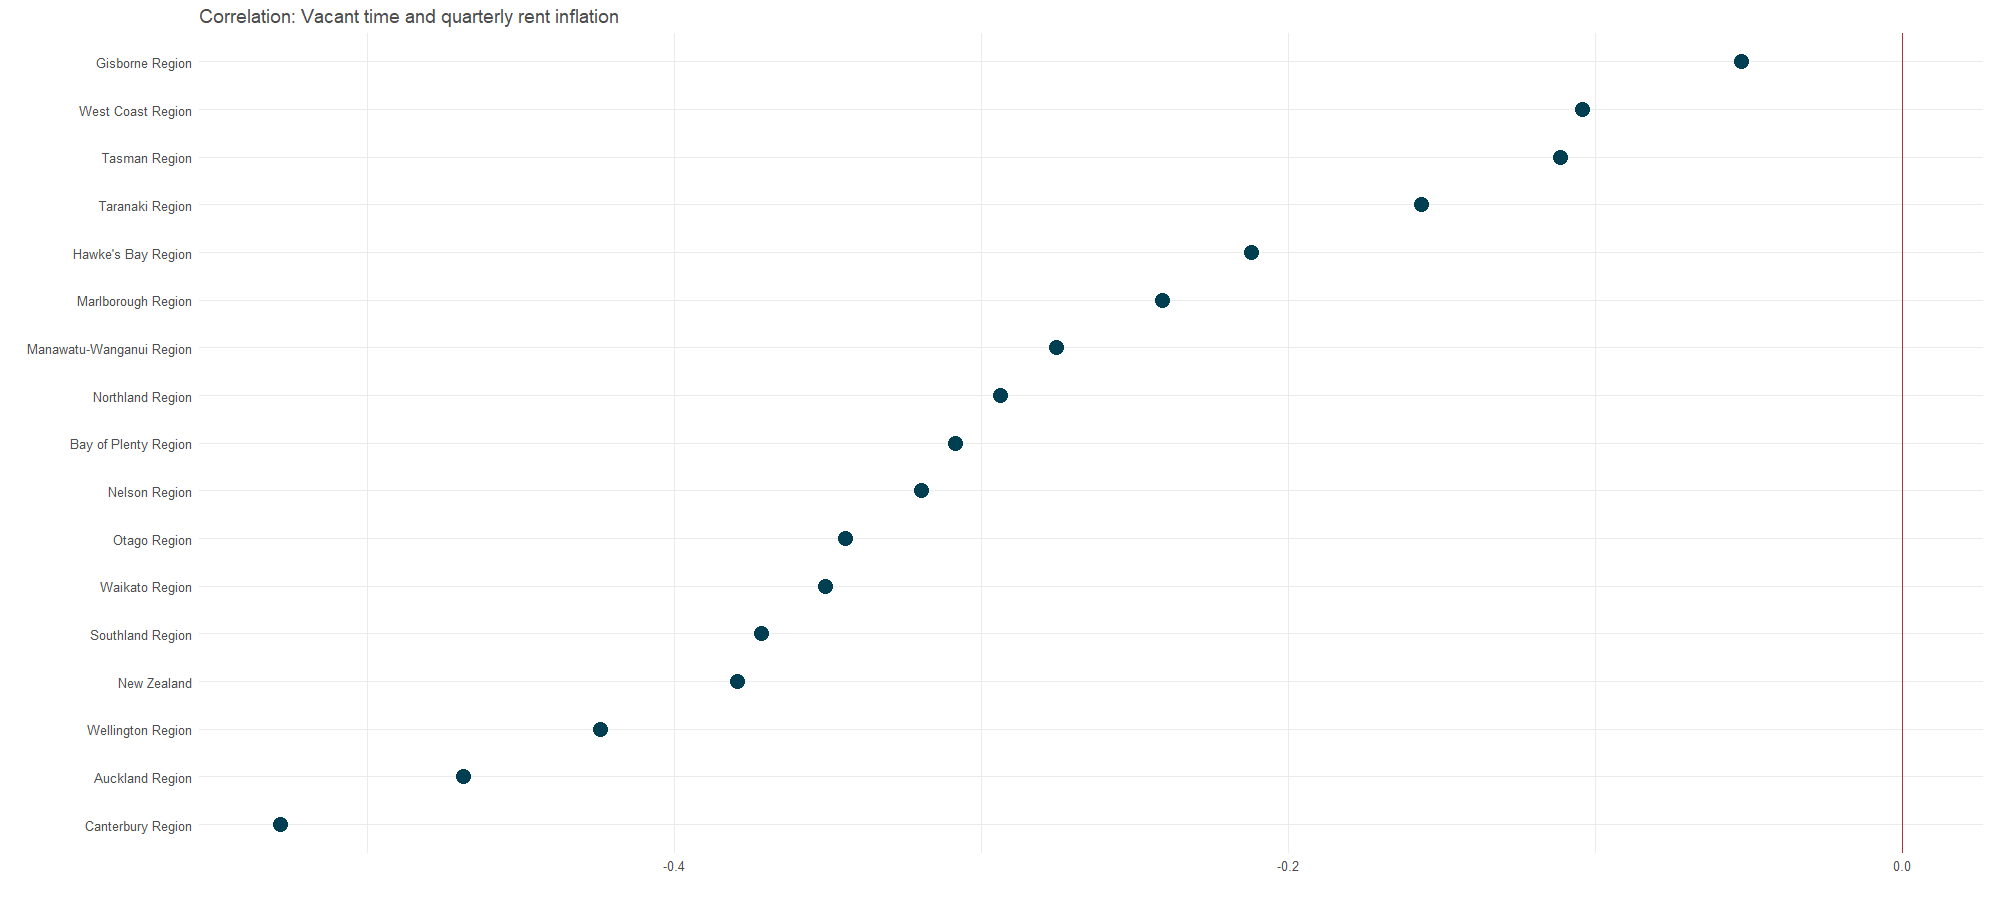 Correlation: Vacant time and quarterly rent inflation
Gisborne Region
West Coast Region
Tasman Region
Taranaki Region
Hawke's Bay Region
Marlborough Region
Manawatu-Wanganui Region
Northland Region
Bay of Plenty Region
Nelson Region
Otago Region
Waikato Region
Southland Region
New Zealand
Wellington Region
Auckland Region
Canterbury Region
-0.4 -0.2 0.0